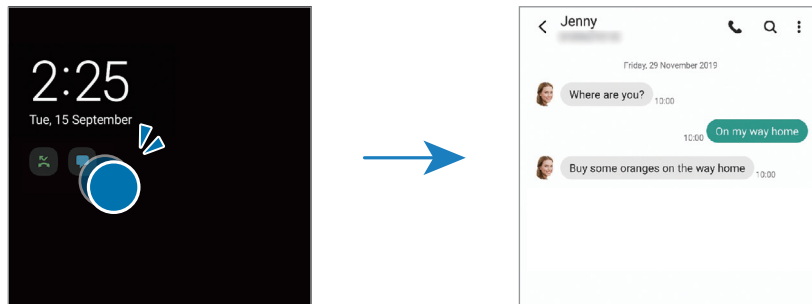 2:25
Tue, 15 September
Jenny
Friday, 29 November 2019
Where are you?
10:00
10:00
On my way home
Buy some oranges on the way home
10:00